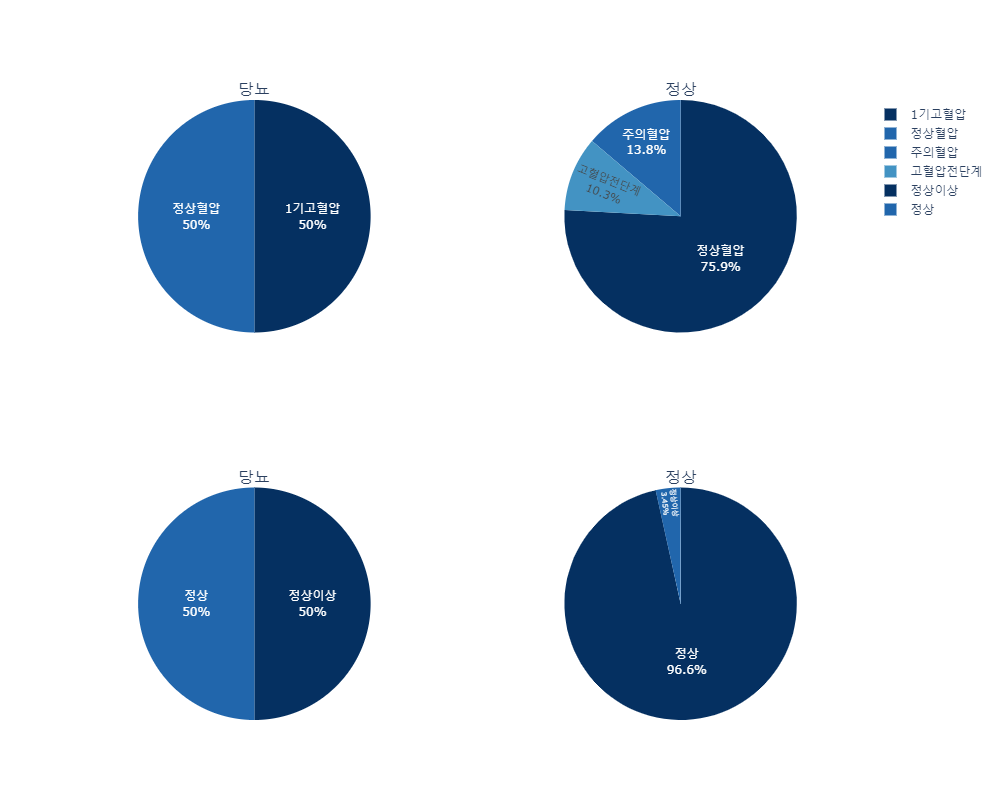 당뇨
정상혈압
50%
1기고혈압
50%
정상
주의혈압
13.8%
고혈압전단계
10.3%
정상혈압
75.9%
1기고혈압
정상혈압
주의혈압
고혈압전단계
정상이상
정상
당뇨
정상
50%
정상이상
50%
정상
정상이상
3.45%
정상
96.6%